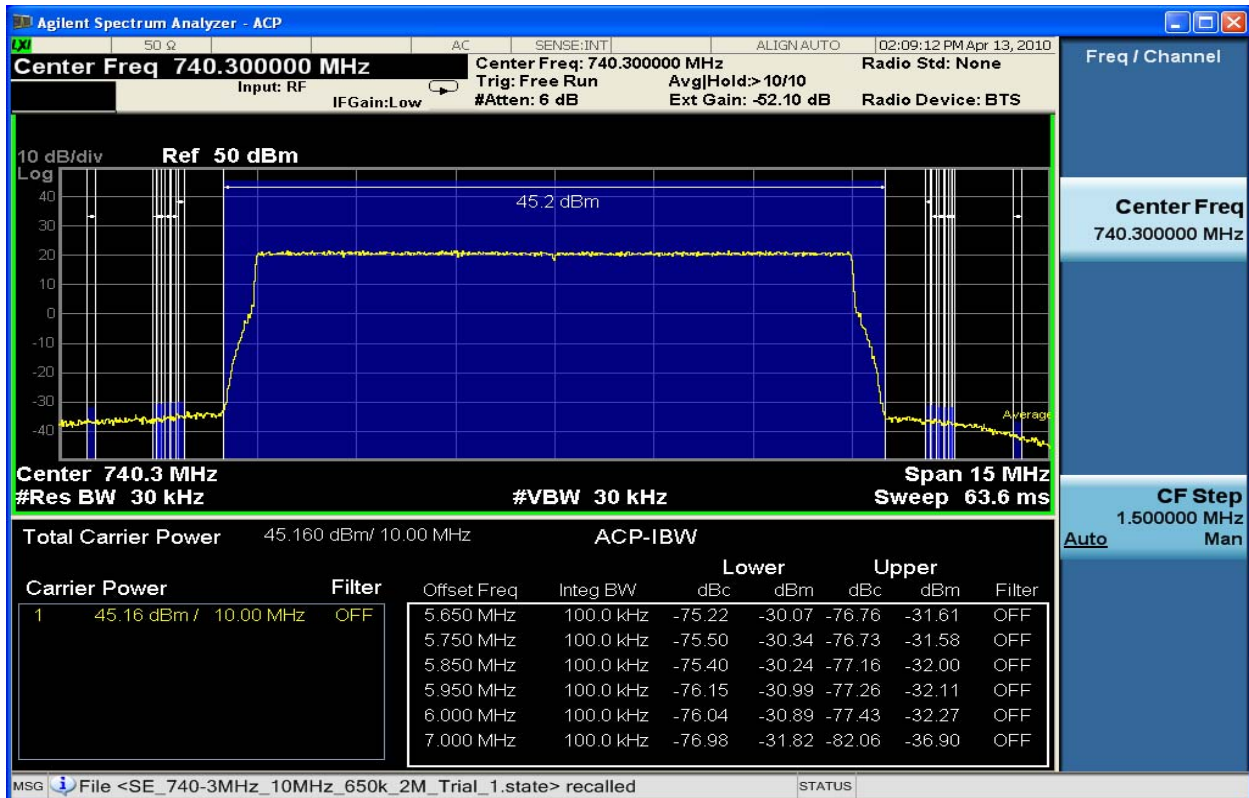 Agilent Spectrum Analyzer - ACP
LXI 50 Ω AC SENSE:INT ALIGN AUTO 02:09:12 PM Apr 13, 2010
Center Freq 740.300000 MHz
Input: RF
IFGain:Low
Center Freq: 740.300000 MHz
Trig: Free Run
#Atten: 6 dB
Avg|Hold:> 10/10
Ext Gain: -52.10 dB
Radio Std: None
Radio Device: BTS
10 dB/div Ref 50 dBm
Log
40
30
20
10
0
-10
-20
-30
-40
45.2 dBm
Average
Center 740.3 MHz Span 15 MHz
#Res BW 30 kHz #VBW 30 kHz Sweep 63.6 ms
Total Carrier Power 45.160 dBm/ 10.00 MHz ACP-IBW
Carrier Power Filter
1 45.16 dBm / 10.00 MHz OFF
Lower Upper
Offset Freq Integ BW dBc dBm dBc dBm Filter
5.650 MHz 100.0 kHz -75.22 -30.07 -76.76 -31.61 OFF
5.750 MHz 100.0 kHz -75.50 -30.34 -76.73 -31.58 OFF
5.850 MHz 100.0 kHz -75.40 -30.24 -77.16 -32.00 OFF
5.950 MHz 100.0 kHz -76.15 -30.99 -77.26 -32.11 OFF
6.000 MHz 100.0 kHz -76.04 -30.89 -77.43 -32.27 OFF
7.000 MHz 100.0 kHz -76.98 -31.82 -82.06 -36.90 OFF
MSG File <SE_740-3MHz_10MHz_650k_2M_Trial_1.state> recalled STATUS
Freq / Channel
Center Freq
740.300000 MHz
CF Step
1.500000 MHz
Auto Man